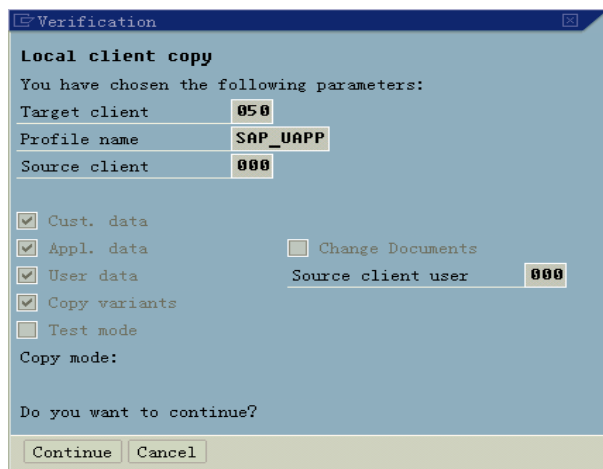 Verification
Local client copy
You have chosen the following parameters:
Target client 050
Profile name SAP_UAPP
Source client 000
Cust. data
Appl. data Change Documents
User data Source client user 000
Copy variants
Test mode
Copy mode:
Do you want to continue?
Continue Cancel